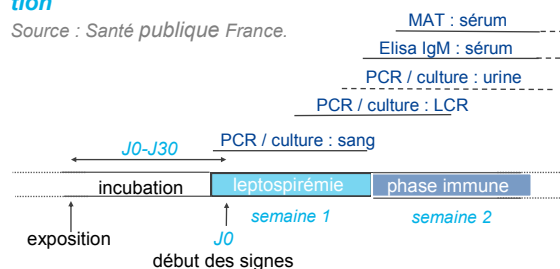 tion
Source : Santé publique France.
MAT : sérum
Elisa IgM : sérum
PCR / culture : urine
PCR / culture : LCR
J0-J30
PCR / culture : sang
incubation
leptospirémie
phase immune
semaine 1
semaine 2
exposition
J0
début des signes